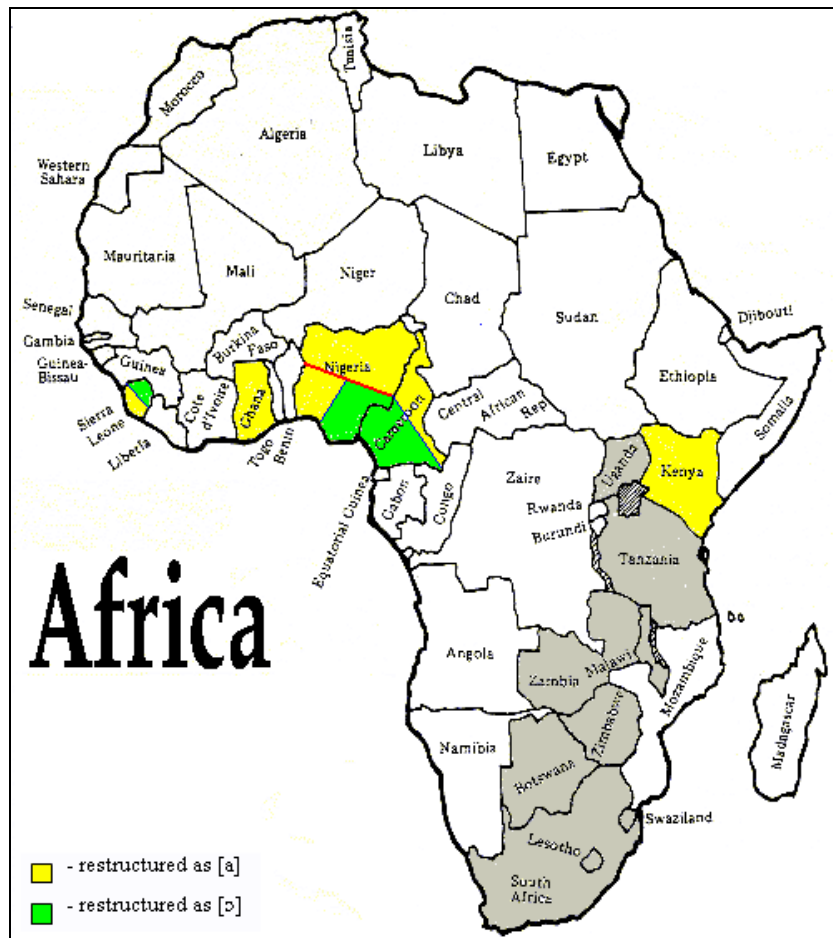 Tunisia
Morocco
Algeria
Libya
Egypt
Western
Sahara
Mauritania
Mali
Niger
Chad
Sudan
Senegal
Gambia
Guinea-
Bissau
Guinea
Sierra
Leone
Liberia
Cote
d'Ivoire
Burkina
Faso
Ghana
Togo
Benin
Nigeria
Cameroon
Central
African
Rep
Djibouti
Ethiopia
Somalia
Equatorial Guinea
Gabon
Congo
Zaire
Uganda
Kenya
Rwanda
Burundi
Tanzania
Africa
Angola
Zambia
Malawi
Mozambique
Madagascar
Namibia
Botswana
Zimbabwe
Swaziland
Lesotho
South
Africa
- restructured as [a]
- restructured as [ɔ]